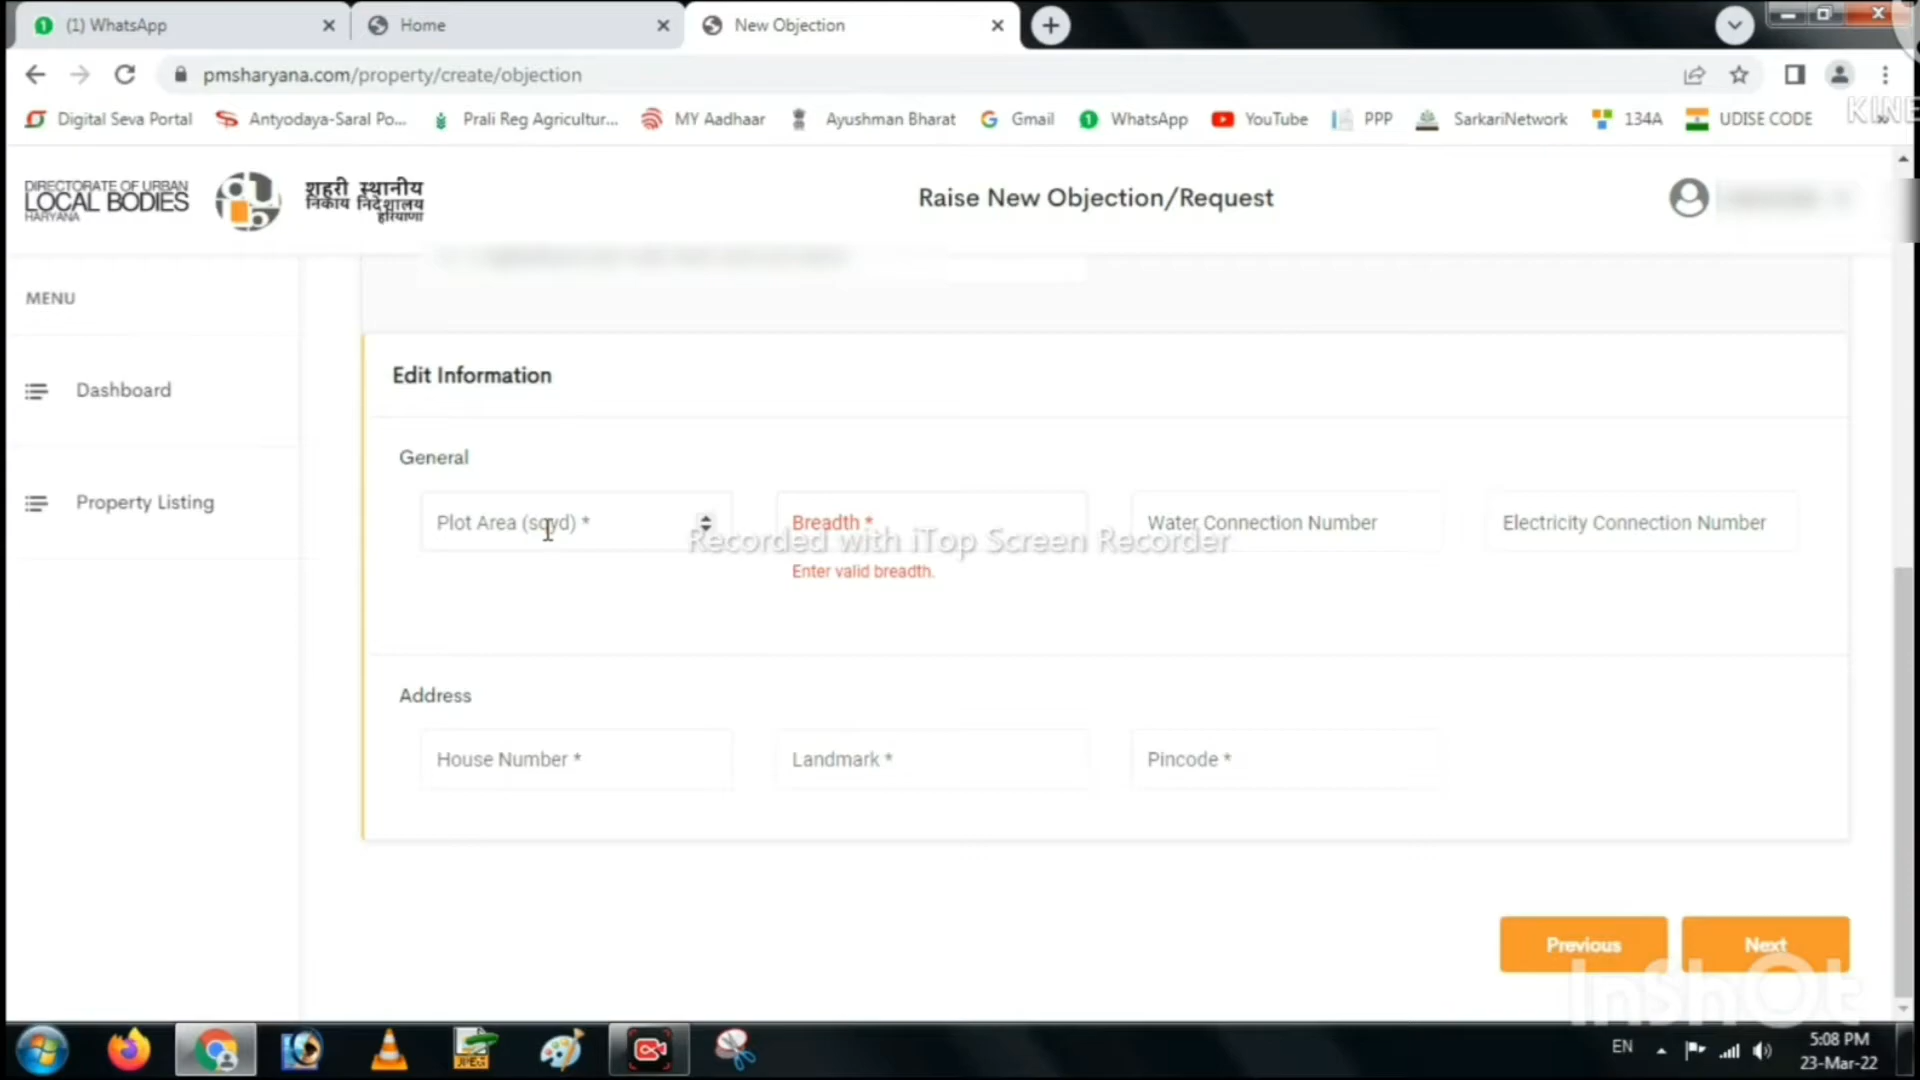 (1) WhatsApp
Home
New Objection
pmsharyana.com/property/create/objection
Digital Seva Portal
Antyodaya-Saral Po...
Prali Reg Agricultur...
MY Aadhaar
Ayushman Bharat
Gmail
WhatsApp
YouTube
PPP
SarkariNetwork
134A
UDISE CODE
KINE
DIRECTORATE OF URBAN
LOCAL BODIES
HARYANA
शहरी स्थानीय
निकाय निदेशालय
हरियाणा
Raise New Objection/Request
MENU
Dashboard
Property Listing
Edit Information
General
Plot Area (sqyd) *
Breadth *
Water Connection Number
Electricity Connection Number
Recorded with iTop Screen Recorder
Enter valid breadth.
Address
House Number *
Landmark *
Pincode *
Previous
Next
InShOt
EN
5:08 PM
23-Mar-22